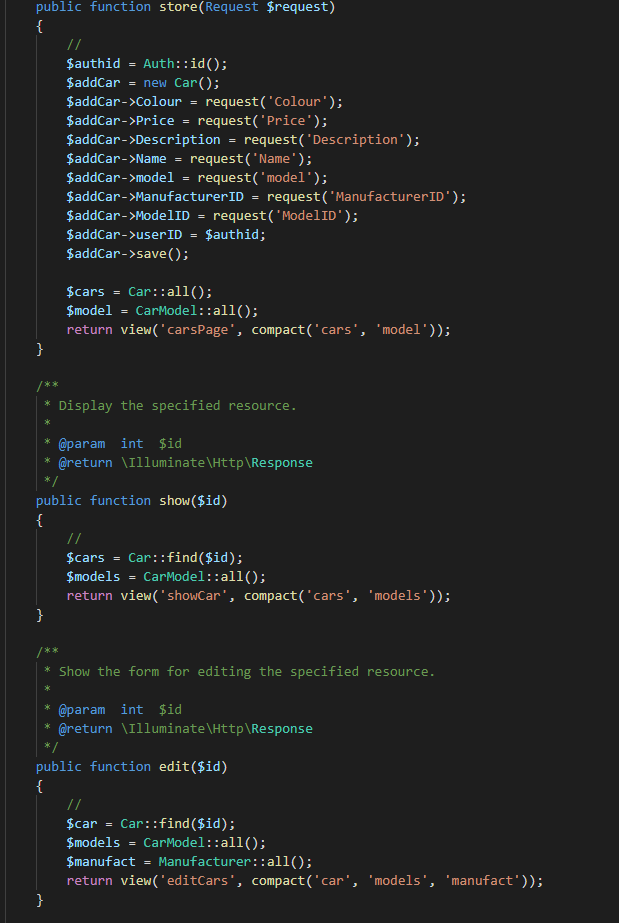 public function store(Request $request)
{
//
$authid = Auth::id();
$addCar = new Car();
$addCar->Colour = request('Colour');
$addCar->Price = request('Price');
$addCar->Description = request('Description');
$addCar->Name = request('Name');
$addCar->model = request('model');
$addCar->ManufacturerID = request('ManufacturerID');
$addCar->ModelID = request('ModelID');
$addCar->userID = $authid;
$addCar->save();
$cars = Car::all();
$model = CarModel::all();
return view('carsPage', compact('cars', 'model'));
}
/**
* Display the specified resource.
*
* @param  int  $id
* @return \Illuminate\Http\Response
*/
public function show($id)
{
//
$cars = Car::find($id);
$models = CarModel::all();
return view('showCar', compact('cars', 'models'));
}
/**
* Show the form for editing the specified resource.
*
* @param  int  $id
* @return \Illuminate\Http\Response
*/
public function edit($id)
{
//
$car = Car::find($id);
$models = CarModel::all();
$manufact = Manufacturer::all();
return view('editCars', compact('car', 'models', 'manufact'));
}